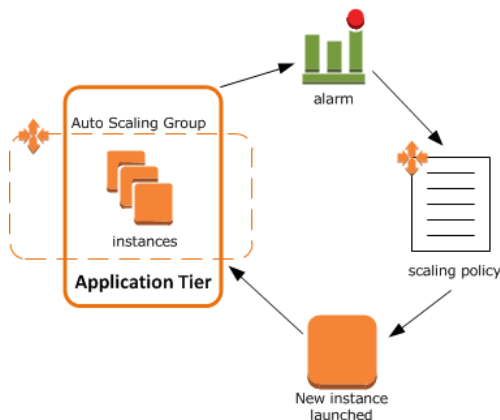 alarm
Auto Scaling Group
instances
Application Tier
scaling policy
New instance
launched